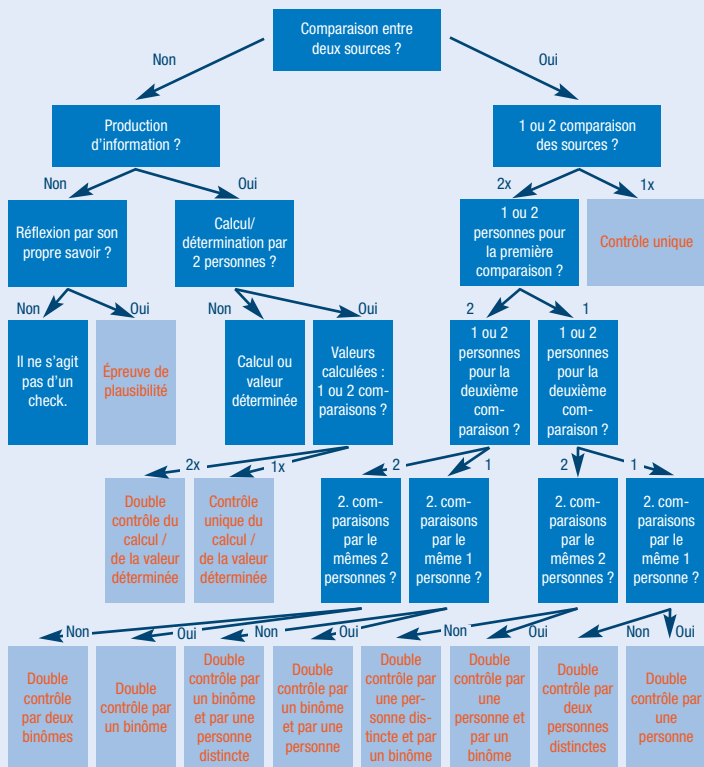 Comparaison entre
deux sources ?
Non
Oui
Production
d'information ?
1 ou 2 comparaison
des sources ?
Non
Oui
2x
1x
Réflexion par son
propre savoir ?
Calcul/
détermination par
2 personnes ?
1 ou 2
personnes pour
la première
comparaison ?
Contrôle unique
Non
Oui
Non
Oui
2
1
Il ne s'agit
pas d'un
check.
Épreuve de
plausibilité
Calcul ou
valeur
déterminée
Valeurs
calculées :
1 ou 2 com-
paraisons ?
1 ou 2
personnes
pour la
deuxième
com-
paraison ?
1 ou 2
personnes
pour la
deuxième
com-
paraison ?
2x
1x
2
1
2
1
Double
contrôle du
calcul /
de la valeur
déterminée
Contrôle
unique du
calcul /
de la valeur
déterminée
2. com-
paraisons
par le
mêmes 2
personnes ?
2. com-
paraisons
par le
même 1
personne ?
2. com-
paraisons
par le
mêmes 2
personnes ?
2. com-
paraisons
par le
même 1
personne ?
Non
Oui
Non
Oui
Non
Oui
Non
Oui
Double
contrôle
par deux
binômes
Double
contrôle par
un binôme
Double
contrôle par
un binôme
et par une
personne
distincte
Double
contrôle par
un binôme
et par une
personne
Double
contrôle par
une per-
sonne dis-
tincte et par
un binôme
Double
contrôle par
une
personne et
par un
binôme
Double
contrôle par
deux
personnes
distinctes
Double
contrôle par
une
personne